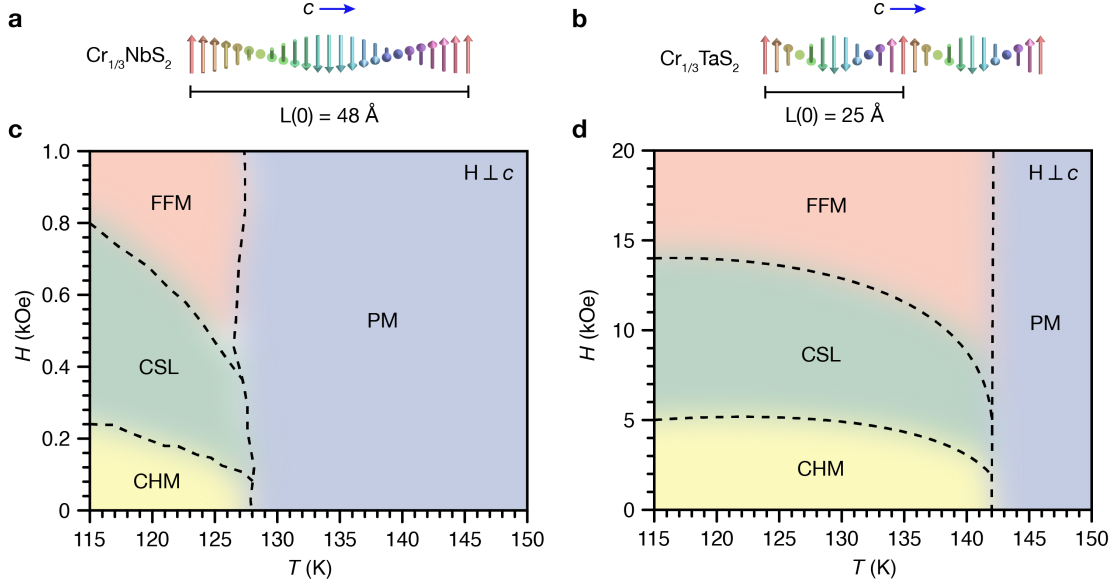 a
c
Cr1/3NbS2
L(0) = 48 Å
b
c
Cr1/3TaS2
L(0) = 25 Å
c
H ⊥ c
FFM
CSL
CHM
PM
1.0
0.8
0.6
0.4
0.2
0
H (kOe)
115 120 125 130 135 140 145 150
T (K)
d
H ⊥ c
FFM
CSL
CHM
PM
20
15
10
5
0
H (kOe)
115 120 125 130 135 140 145 150
T (K)